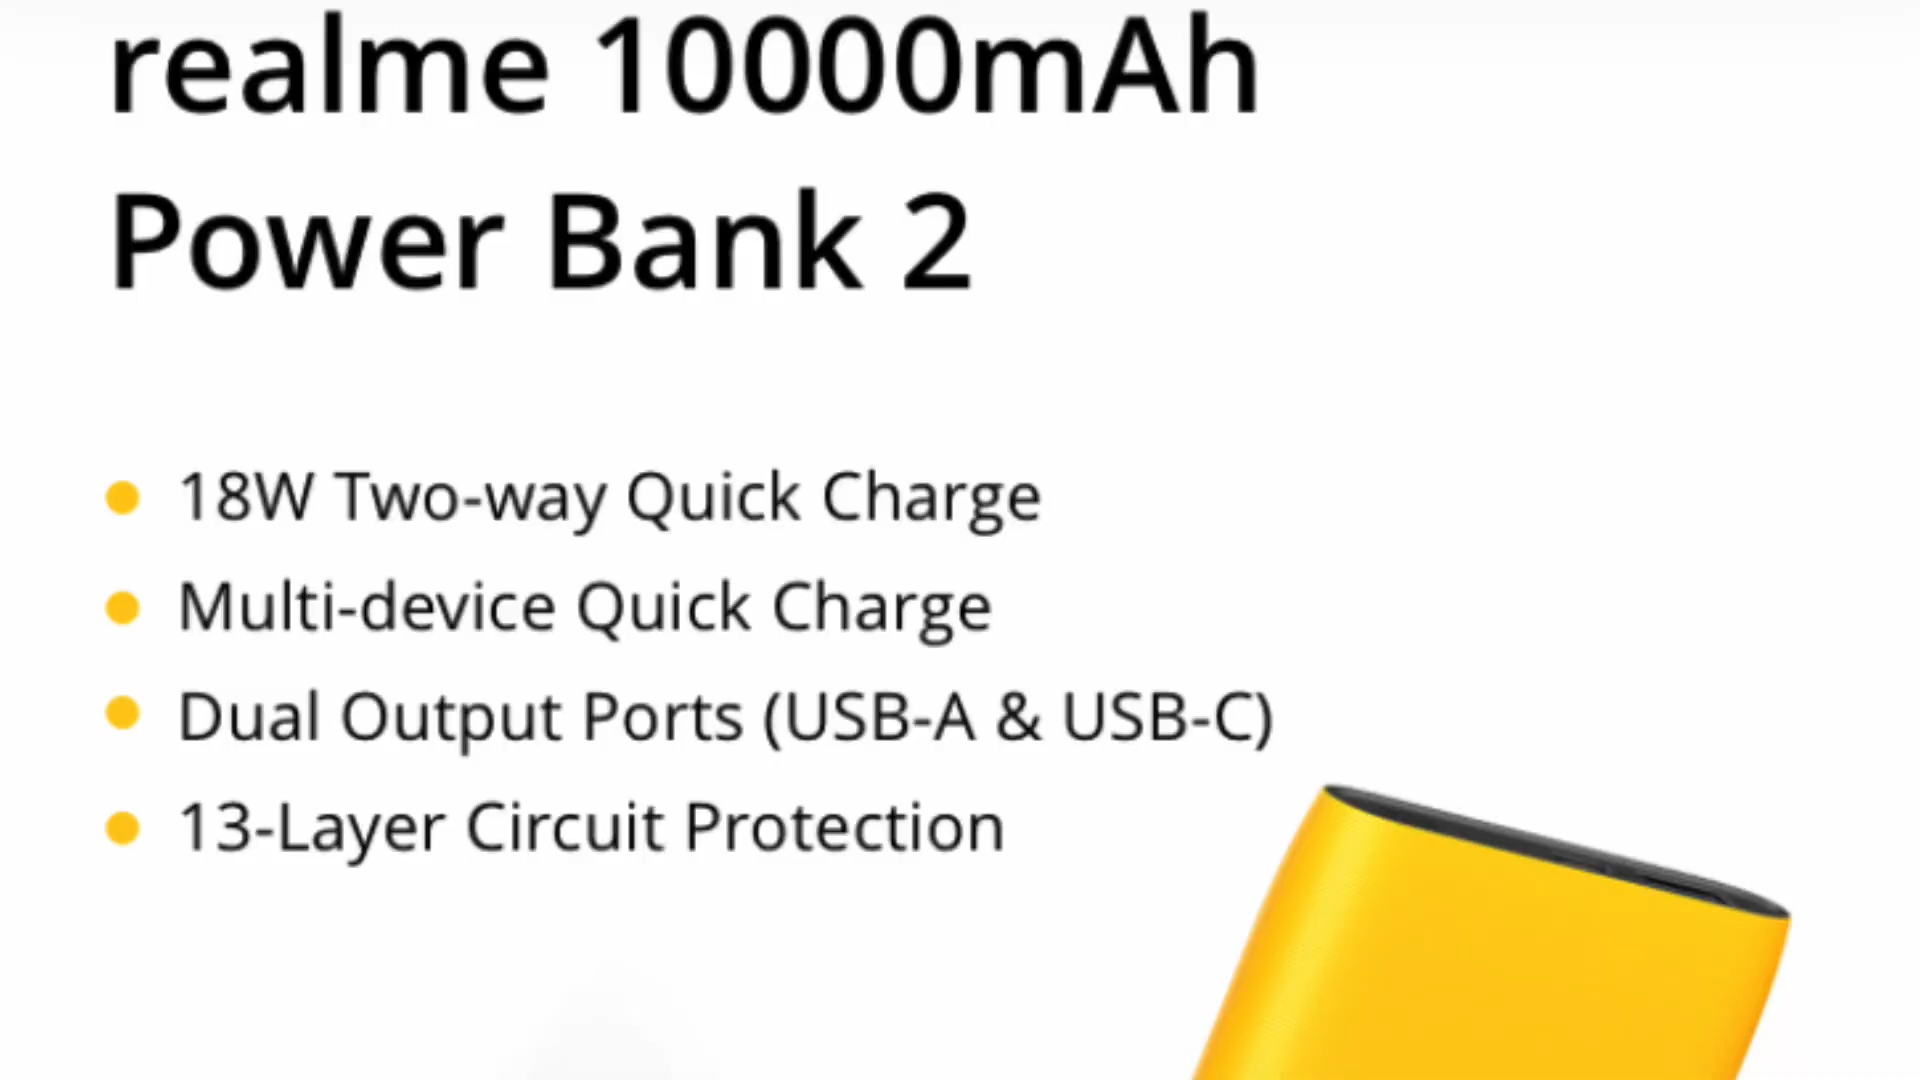 realme 10000mAh
Power Bank 2
18W Two-way Quick Charge
Multi-device Quick Charge
Dual Output Ports (USB-A & USB-C)
13-Layer Circuit Protection